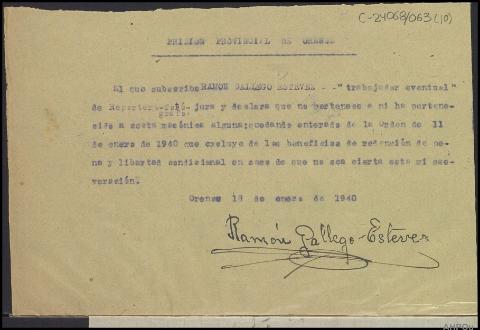 C-24068/063(10)
PRISION PROVINCIAL DE ORENSE
El que subscribe RAMON GALLEGO ESTEVEZ - - "trabajador eventual"
de Reportero-fotó- jura y declara que no pertenece a ni ha pertene-
grafo
cido a secta masónica alguna; quedando enterado de la Orden de 11
de enero de 1940 que excluye de los beneficios de redención de pe-
na y libertad condicional en caso de que no sea cierta esta mi ase-
veración.
Orense 18 de enero de 1940
Ramón Gallego-Estevez
AHPOu